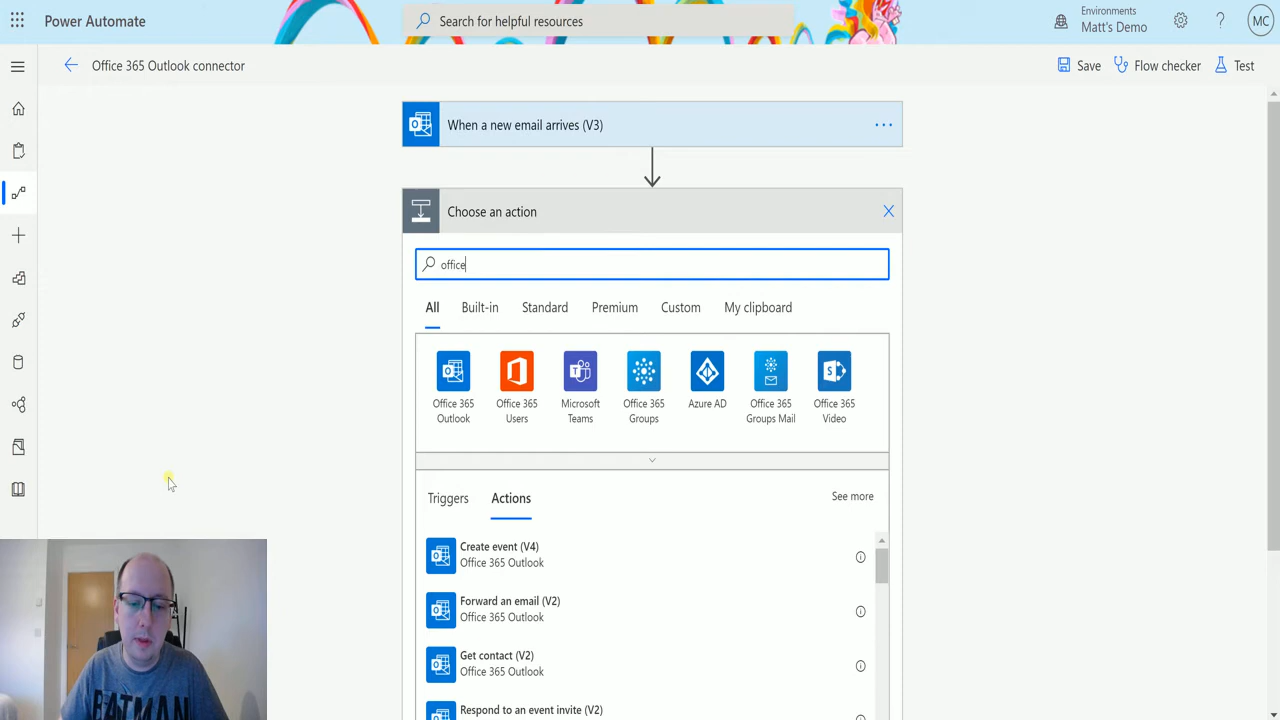 Power Automate
Search for helpful resources
Environments
Matt's Demo
MC
Office 365 Outlook connector
Save
Flow checker
Test
When a new email arrives (V3)
Choose an action
office
All
Built-in
Standard
Premium
Custom
My clipboard
Office 365
Outlook
Office 365
Users
Microsoft
Teams
Office 365
Groups
Azure AD
Office 365
Groups Mail
Office 365
Video
Triggers
Actions
See more
Create event (V4)
Office 365 Outlook
Forward an email (V2)
Office 365 Outlook
Get contact (V2)
Office 365 Outlook
Respond to an event invite (V2)
BATMAN